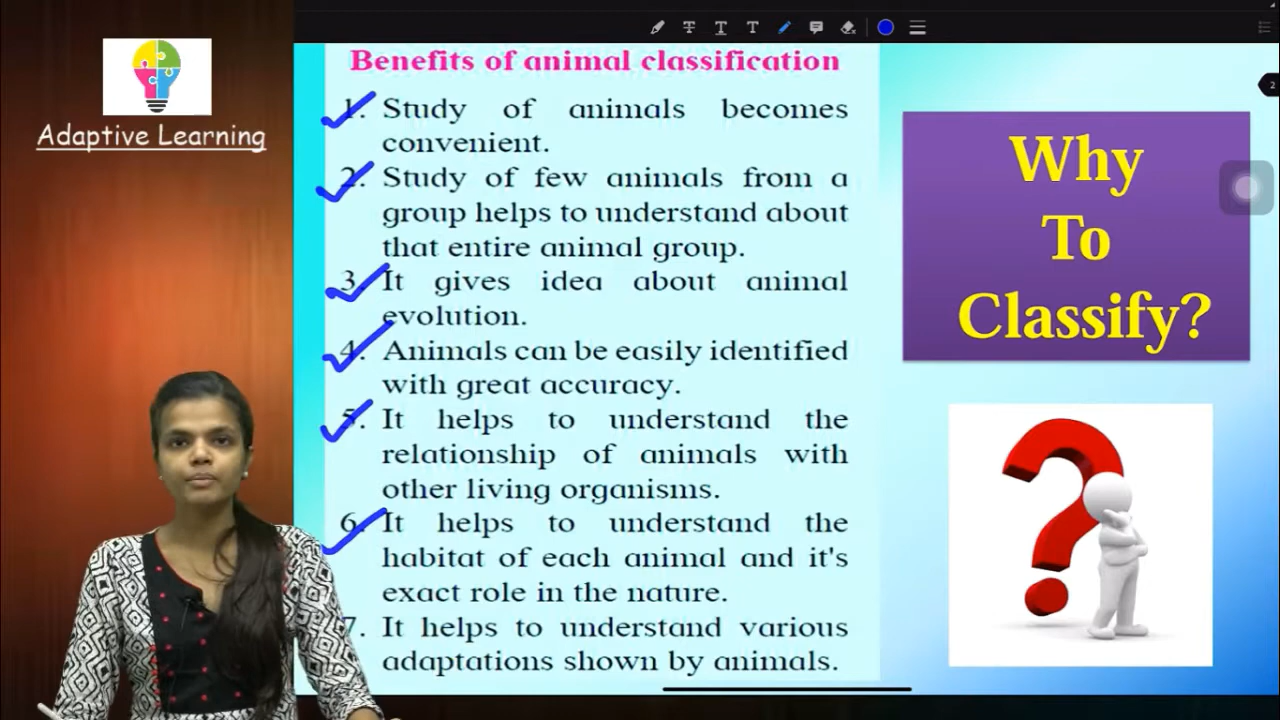 Adaptive Learning
Benefits of animal classification
1. Study of animals becomes
convenient.
2. Study of few animals from a
group helps to understand about
that entire animal group.
3. It gives idea about animal
evolution.
4. Animals can be easily identified
with great accuracy.
5. It helps to understand the
relationship of animals with
other living organisms.
6. It helps to understand the
habitat of each animal and it's
exact role in the nature.
7. It helps to understand various
adaptations shown by animals.
Why
To
Classify?
T T T
2